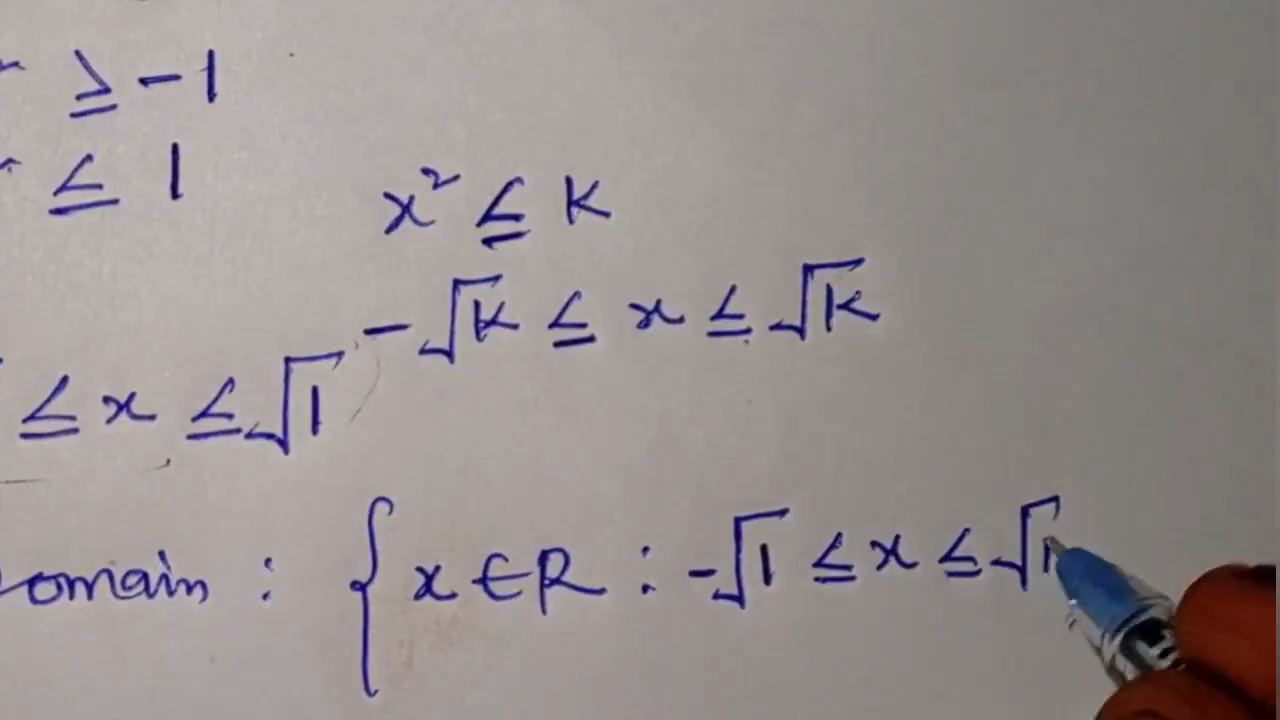 ≥ -1
≤ 1
x² ≤ K
-√K ≤ x ≤ √K
≤ x ≤ √1
omain : { x ∈ R : -√1 ≤ x ≤ √1